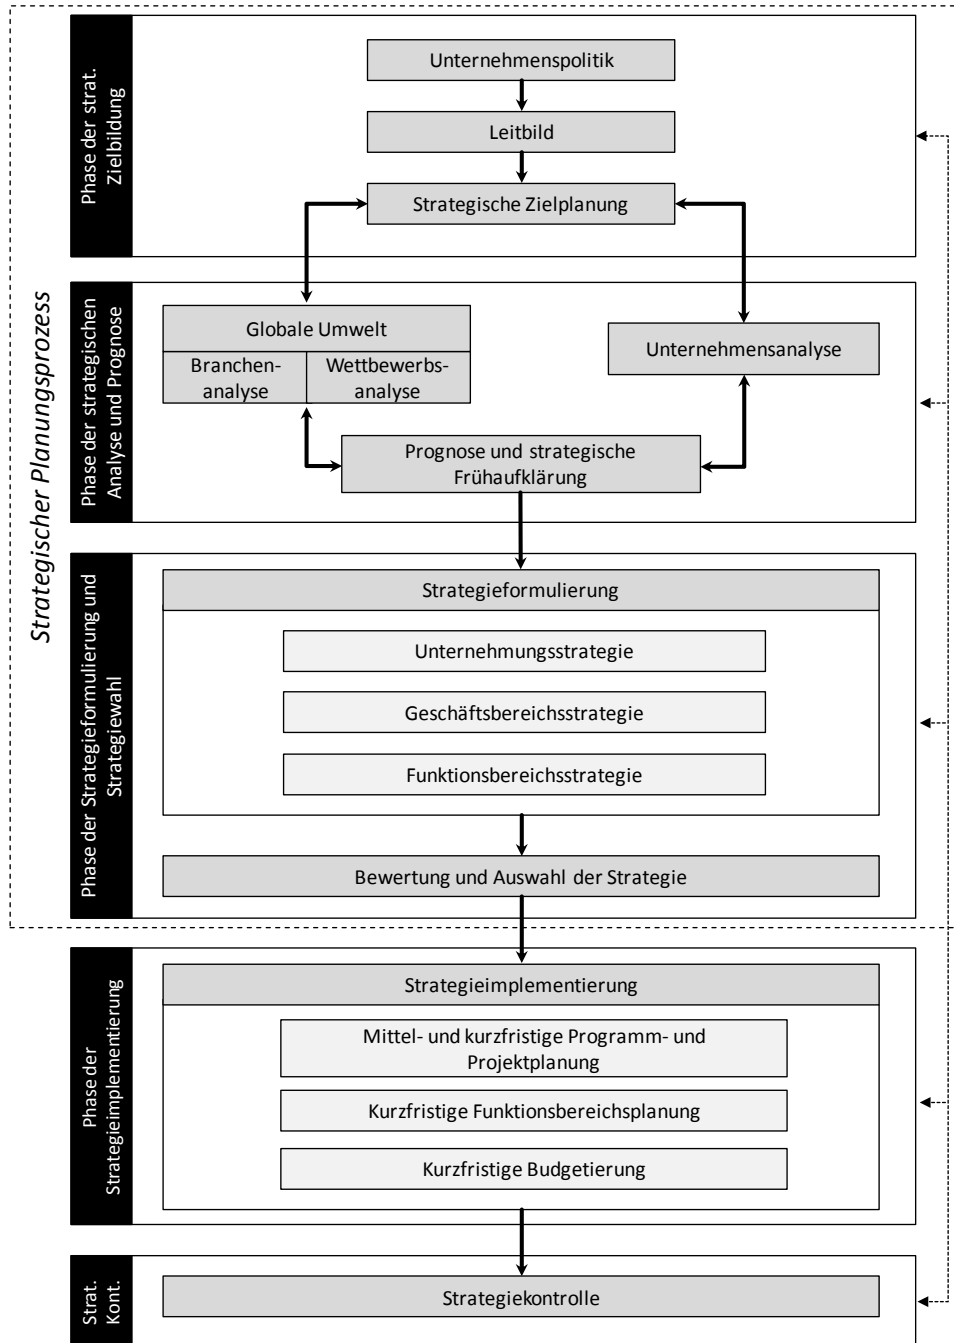 Strategischer Planungsprozess
Phase der strat.
Zielbildung
Unternehmenspolitik
Leitbild
Strategische Zielplanung
Phase der strategischen
Analyse und Prognose
Globale Umwelt
Branchen-
analyse
Wettbewerbs-
analyse
Unternehmensanalyse
Prognose und strategische
Frühaufklärung
Phase der Strategieformulierung und
Strategiewahl
Strategieformulierung
Unternehmungsstrategie
Geschäftsbereichsstrategie
Funktionsbereichsstrategie
Bewertung und Auswahl der Strategie
Phase der
Strategieimplementierung
Strategieimplementierung
Mittel- und kurzfristige Programm- und
Projektplanung
Kurzfristige Funktionsbereichsplanung
Kurzfristige Budgetierung
Strat.
Kont.
Strategiekontrolle